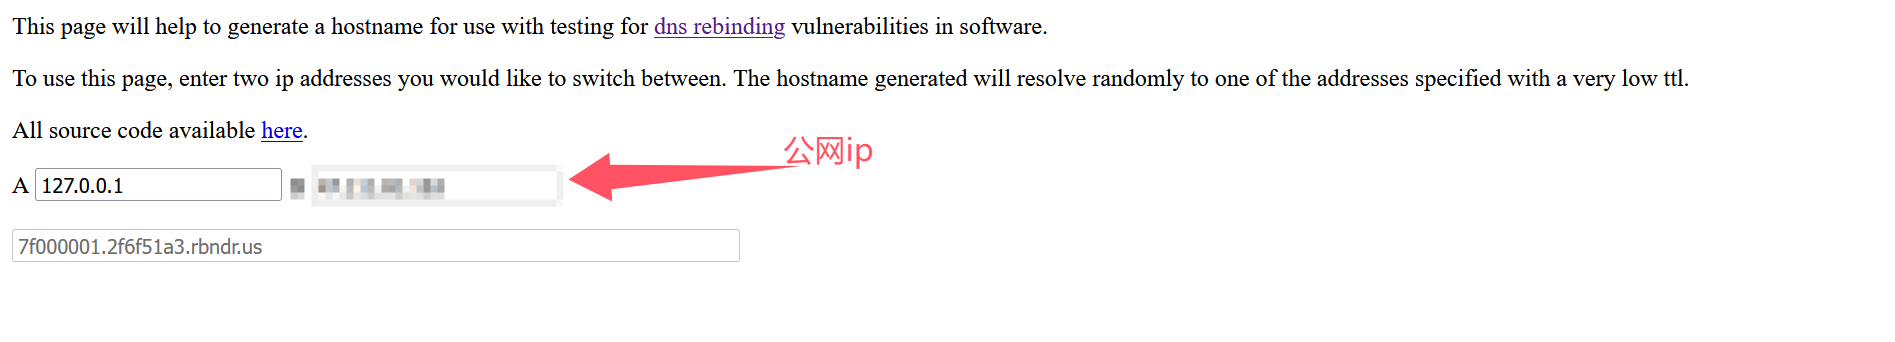 This page will help to generate a hostname for use with testing for dns rebinding vulnerabilities in software.
To use this page, enter two ip addresses you would like to switch between. The hostname generated will resolve randomly to one of the addresses specified with a very low ttl.
All source code available here.
公网ip
A 127.0.0.1
7f000001.2f6f51a3.rbndr.us